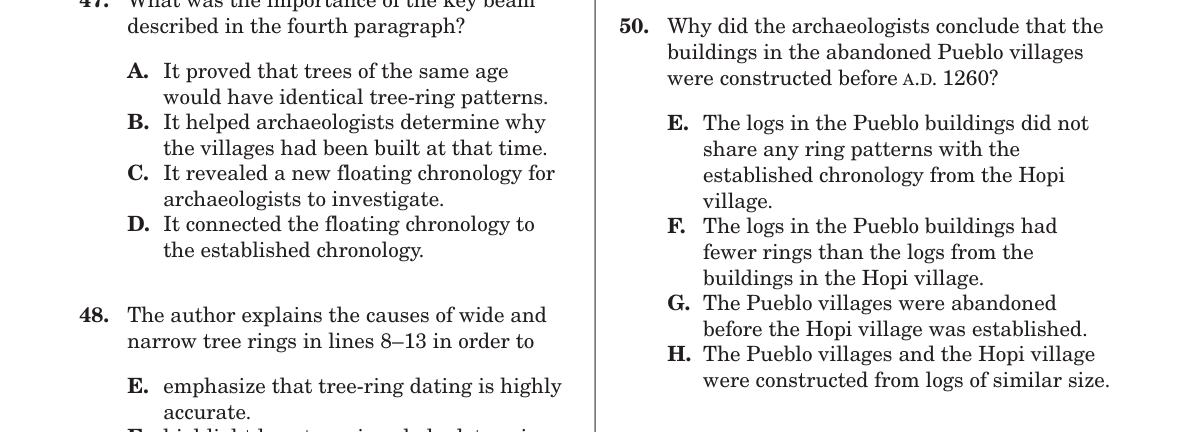 47. What was the importance of the key beam
described in the fourth paragraph?
A. It proved that trees of the same age
would have identical tree-ring patterns.
B. It helped archaeologists determine why
the villages had been built at that time.
C. It revealed a new floating chronology for
archaeologists to investigate.
D. It connected the floating chronology to
the established chronology.
48. The author explains the causes of wide and
narrow tree rings in lines 8–13 in order to
E. emphasize that tree-ring dating is highly
accurate.
50. Why did the archaeologists conclude that the
buildings in the abandoned Pueblo villages
were constructed before A.D. 1260?
E. The logs in the Pueblo buildings did not
share any ring patterns with the
established chronology from the Hopi
village.
F. The logs in the Pueblo buildings had
fewer rings than the logs from the
buildings in the Hopi village.
G. The Pueblo villages were abandoned
before the Hopi village was established.
H. The Pueblo villages and the Hopi village
were constructed from logs of similar size.